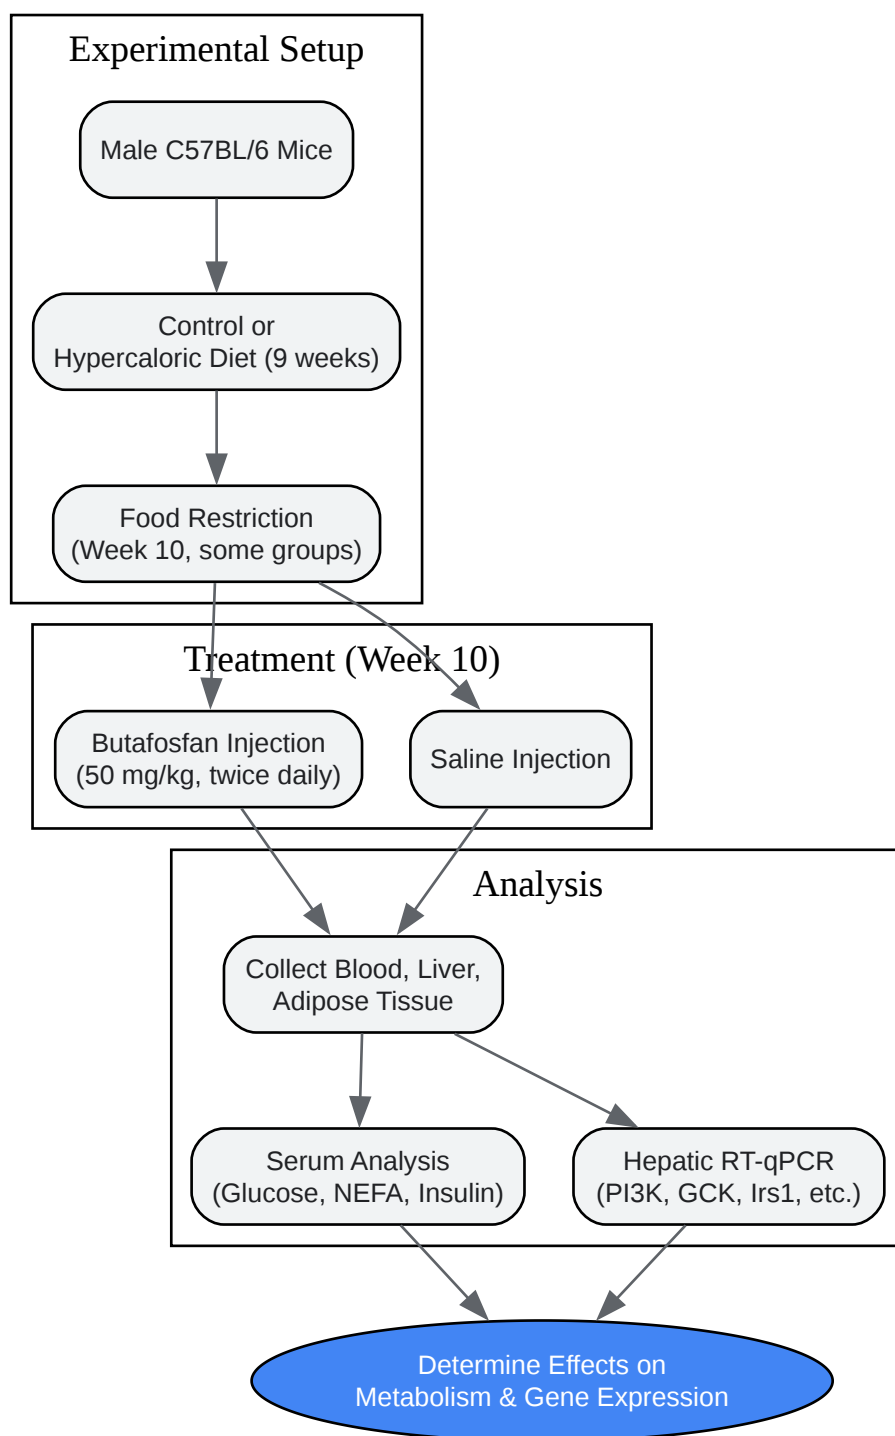 Experimental Setup
Male C57BL/6 Mice
Control or
Hypercaloric Diet (9 weeks)
Food Restriction
(Week 10, some groups)
Treatment (Week 10)
Butafosfan Injection
(50 mg/kg, twice daily)
Saline Injection
Analysis
Collect Blood, Liver,
Adipose Tissue
Serum Analysis
(Glucose, NEFA, Insulin)
Hepatic RT-qPCR
(PI3K, GCK, Irs1, etc.)
Determine Effects on
Metabolism & Gene Expression